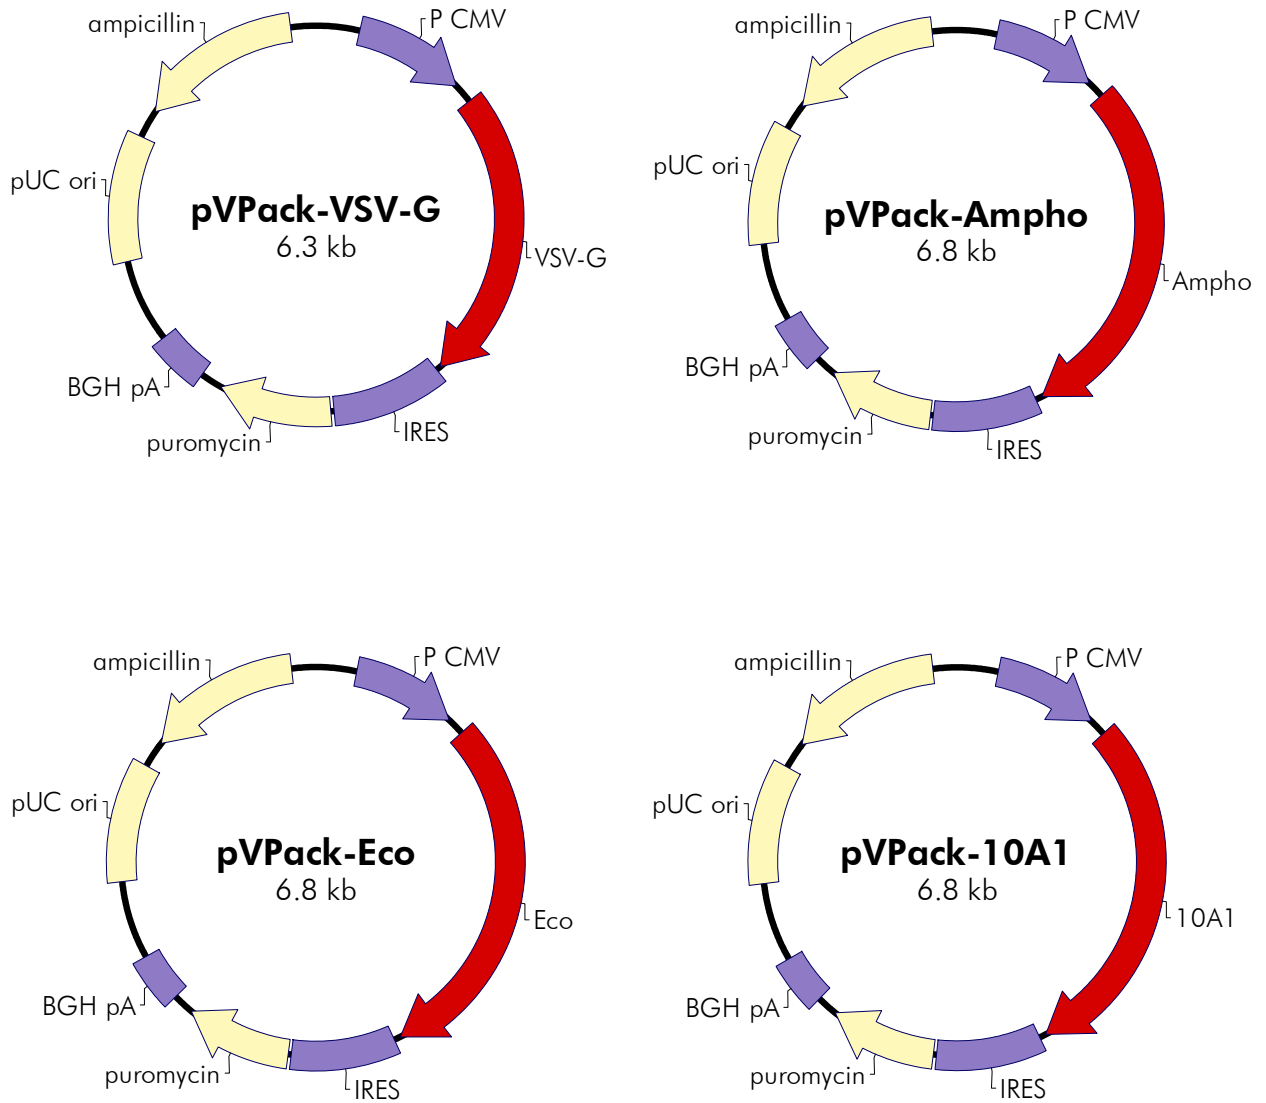 ampicillin
P CMV
pUC ori
pVPack-VSV-G
6.3 kb
VSV-G
BGH pA
puromycin
IRES
ampicillin
P CMV
pUC ori
pVPack-Ampho
6.8 kb
Ampho
BGH pA
puromycin
IRES
ampicillin
P CMV
pUC ori
pVPack-Eco
6.8 kb
Eco
BGH pA
puromycin
IRES
ampicillin
P CMV
pUC ori
pVPack-10A1
6.8 kb
10A1
BGH pA
puromycin
IRES